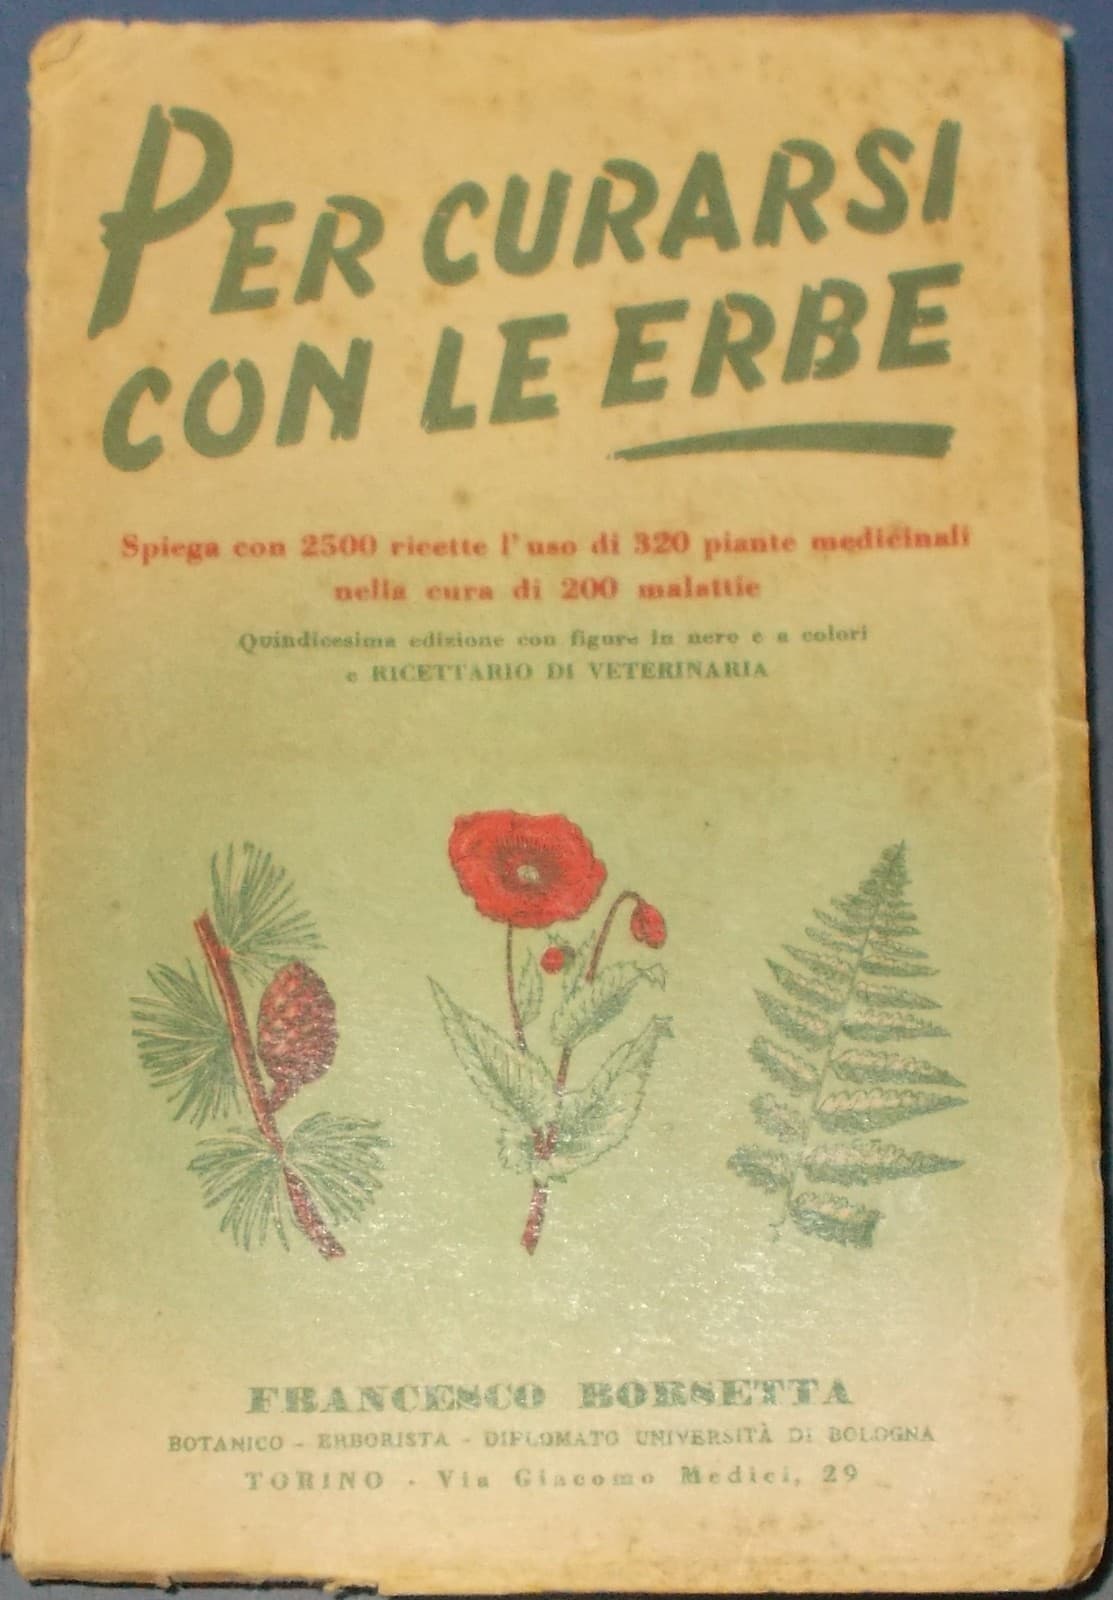 PER CURARSI
CON LE ERBE
Spiega con 2500 ricette l'uso di 320 piante medicinali
nella cura di 200 malattie
Quindicesima edizione con figure in nero e a colori
e RICETTARIO DI VETERINARIA
FRANCESCO BORSETTA
BOTANICO - ERBORISTA - DIPLOMATO UNIVERSITÀ DI BOLOGNA
TORINO - Via Giacomo Medici, 29